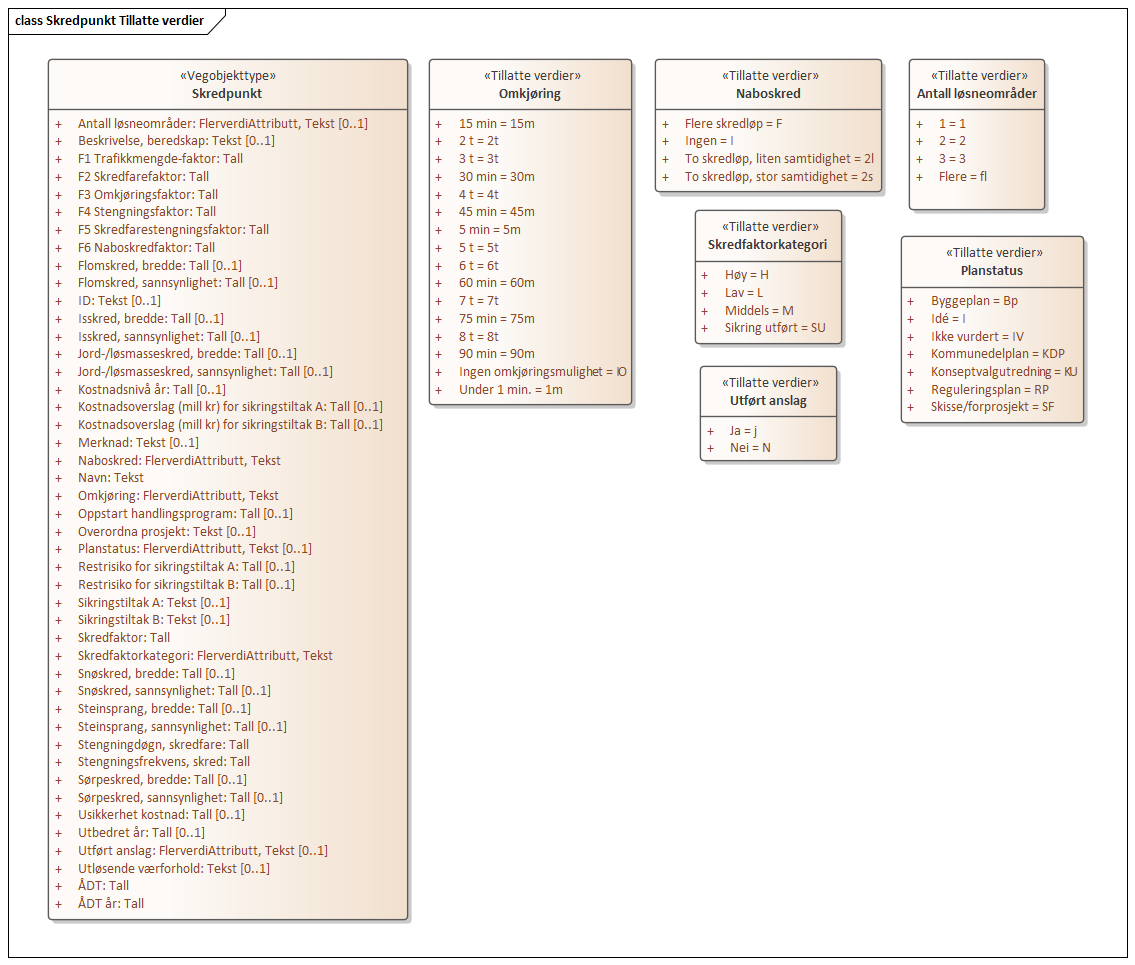 class Skredpunkt Tillatte verdier
«Vegobjekttype»
Skredpunkt
+ Antall løsneområder: FlerverdiAttributt, Tekst [0..1]
+ Beskrivelse, beredskap: Tekst [0..1]
+ F1 Trafikkmengde-faktor: Tall
+ F2 Skredfarefaktor: Tall
+ F3 Omkjøringsfaktor: Tall
+ F4 Stengningsfaktor: Tall
+ F5 Skredfarestengningsfaktor: Tall
+ F6 Naboskredfaktor: Tall
+ Flomskred, bredde: Tall [0..1]
+ Flomskred, sannsynlighet: Tall [0..1]
+ ID: Tekst [0..1]
+ Isskred, bredde: Tall [0..1]
+ Isskred, sannsynlighet: Tall [0..1]
+ Jord-/løsmasseskred, bredde: Tall [0..1]
+ Jord-/løsmasseskred, sannsynlighet: Tall [0..1]
+ Kostnadsnivå år: Tall [0..1]
+ Kostnadsoverslag (mill kr) for sikringstiltak A: Tall [0..1]
+ Kostnadsoverslag (mill kr) for sikringstiltak B: Tall [0..1]
+ Merknad: Tekst [0..1]
+ Naboskred: FlerverdiAttributt, Tekst
+ Navn: Tekst
+ Omkjøring: FlerverdiAttributt, Tekst
+ Oppstart handlingsprogram: Tall [0..1]
+ Overordna prosjekt: Tekst [0..1]
+ Planstatus: FlerverdiAttributt, Tekst [0..1]
+ Restrisiko for sikringstiltak A: Tall [0..1]
+ Restrisiko for sikringstiltak B: Tall [0..1]
+ Sikringstiltak A: Tekst [0..1]
+ Sikringstiltak B: Tekst [0..1]
+ Skredfaktor: Tall
+ Skredfaktorkategori: FlerverdiAttributt, Tekst
+ Snøskred, bredde: Tall [0..1]
+ Snøskred, sannsynlighet: Tall [0..1]
+ Steinsprang, bredde: Tall [0..1]
+ Steinsprang, sannsynlighet: Tall [0..1]
+ Stengningdøgn, skredfare: Tall
+ Stengningsfrekvens, skred: Tall
+ Sørpeskred, bredde: Tall [0..1]
+ Sørpeskred, sannsynlighet: Tall [0..1]
+ Usikkerhet kostnad: Tall [0..1]
+ Utbedret år: Tall [0..1]
+ Utført anslag: FlerverdiAttributt, Tekst [0..1]
+ Utløsende værforhold: Tekst [0..1]
+ ÅDT: Tall
+ ÅDT år: Tall
«Tillatte verdier»
Omkjøring
+ 15 min = 15m
+ 2 t = 2t
+ 3 t = 3t
+ 30 min = 30m
+ 4 t = 4t
+ 45 min = 45m
+ 5 min = 5m
+ 5 t = 5t
+ 6 t = 6t
+ 60 min = 60m
+ 7 t = 7t
+ 75 min = 75m
+ 8 t = 8t
+ 90 min = 90m
+ Ingen omkjøringsmulighet = IO
+ Under 1 min. = 1m
«Tillatte verdier»
Naboskred
+ Flere skredløp = F
+ Ingen = I
+ To skredløp, liten samtidighet = 2l
+ To skredløp, stor samtidighet = 2s
«Tillatte verdier»
Skredfaktorkategori
+ Høy = H
+ Lav = L
+ Middels = M
+ Sikring utført = SU
«Tillatte verdier»
Utført anslag
+ Ja = j
+ Nei = N
«Tillatte verdier»
Antall løsneområder
+ 1 = 1
+ 2 = 2
+ 3 = 3
+ Flere = fl
«Tillatte verdier»
Planstatus
+ Byggeplan = Bp
+ Idé = I
+ Ikke vurdert = IV
+ Kommunedelplan = KDP
+ Konseptvalgutredning = KU
+ Reguleringsplan = RP
+ Skisse/forprosjekt = SF